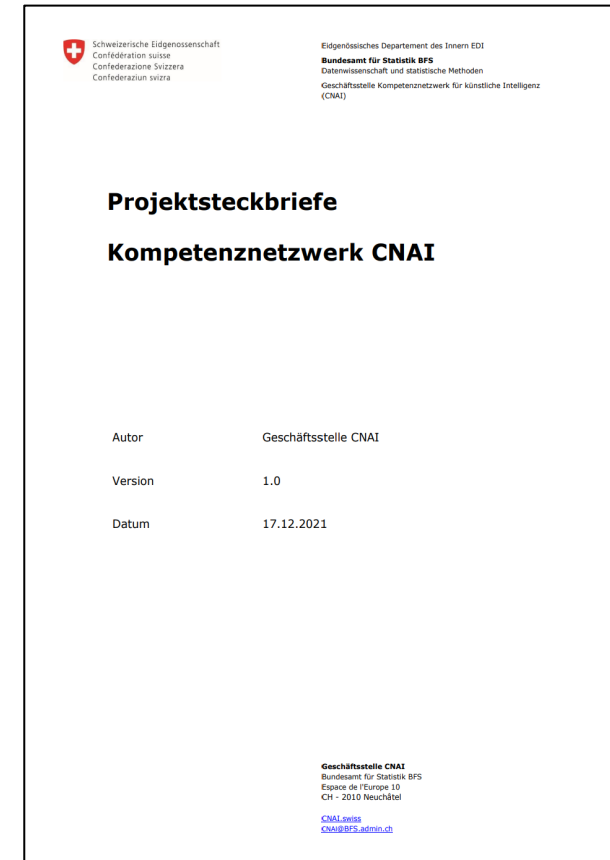 Schweizerische Eidgenossenschaft
Confédération suisse
Confederazione Svizzera
Confederaziun svizra
Eidgenössisches Departement des Innern EDI
Bundesamt für Statistik BFS
Datenwissenschaft und statistische Methoden
Geschäftsstelle Kompetenznetzwerk für künstliche Intelligenz
(CNAI)
Projektsteckbriefe
Kompetenznetzwerk CNAI
Autor Geschäftsstelle CNAI
Version 1.0
Datum 17.12.2021
Geschäftsstelle CNAI
Bundesamt für Statistik BFS
Espace de l'Europe 10
CH - 2010 Neuchâtel
CNAI.swiss
CNAI@BFS.admin.ch